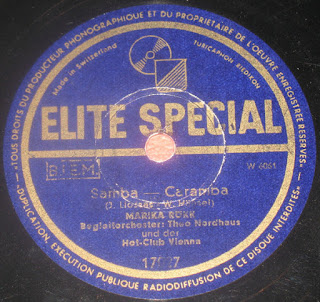 TOUS DROITS DU PRODUCTEUR PHONOGRAPHIQUE ET DU PROPRIETAIRE DE L'OEUVRE ENREGISTREE RESERVES
Made in Switzerland
TURICAPHON RIEDIKON
ELITE SPECIAL
B.I.E.M.
W 6061
Samba — Caramba
MARIKA RÖKK
Begleitorchester: Theo Nordhaus
und der
Hot-Club Vienna
DUPLICATION, EXECUTION PUBLIQUE RADIODIFFUSION DE CE DISQUE INTERDITES